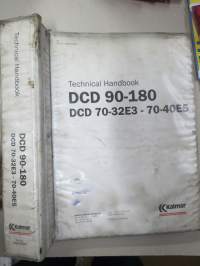 Technical Handbook
DCD 90-180
DCD 70-32E3 - 70-40E5
Kalmar
Technical Handbook
DCD 90-180
DCD 70-32E3 - 70-40E5
Kalmar